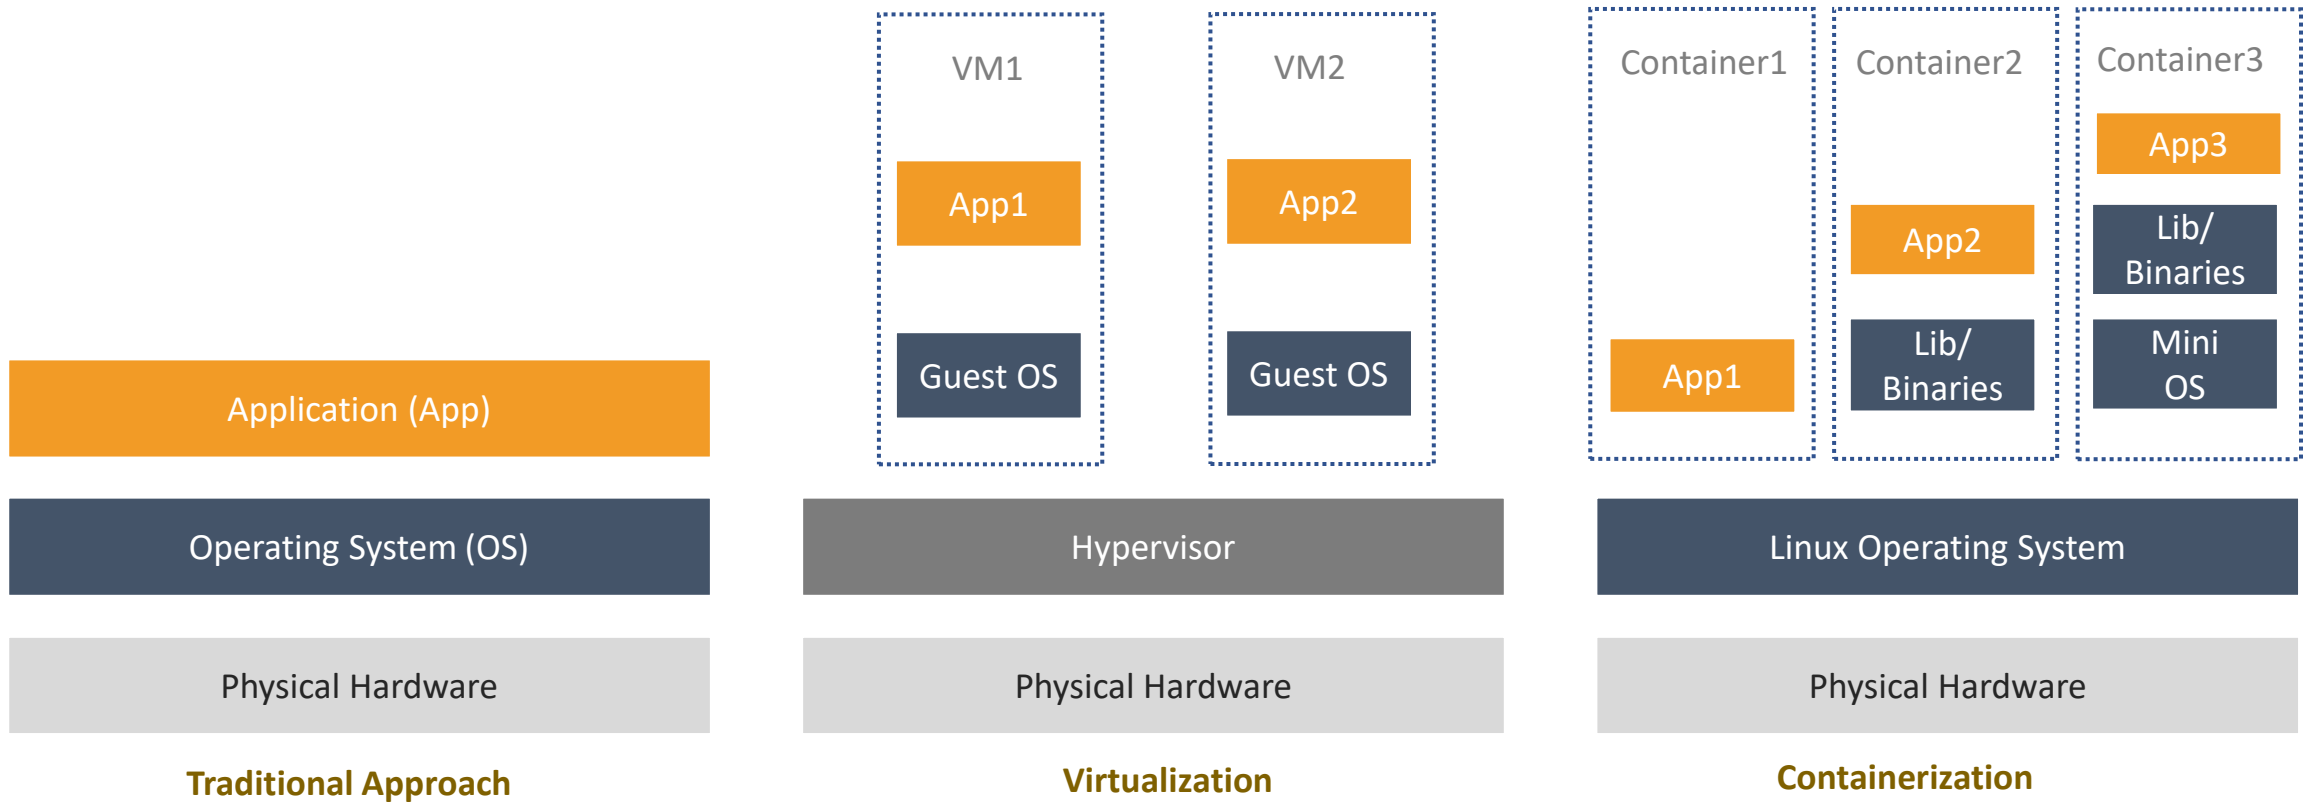 Application (App)
Operating System (OS)
Physical Hardware
Traditional Approach
VM1
App1
Guest OS
VM2
App2
Guest OS
Hypervisor
Physical Hardware
Virtualization
Container1
App1
Container2
App2
Lib/
Binaries
Container3
App3
Lib/
Binaries
Mini
OS
Linux Operating System
Physical Hardware
Containerization